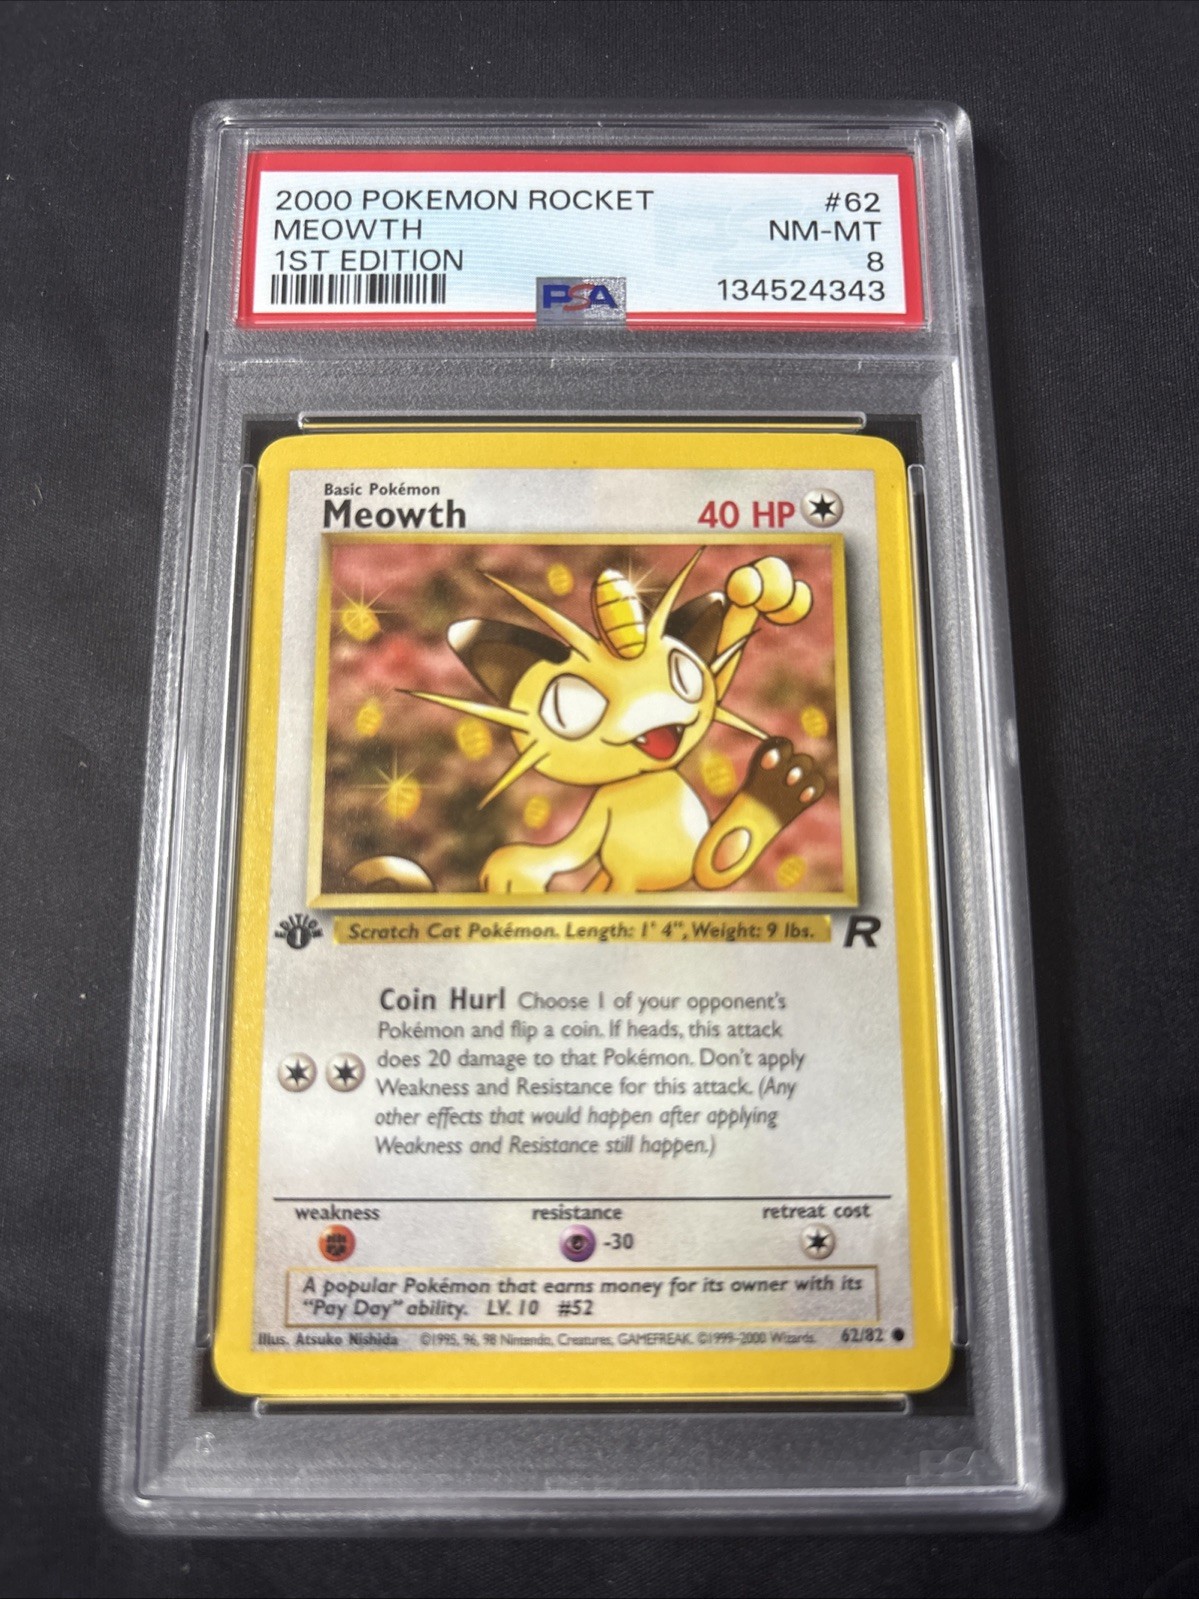 2000 POKEMON ROCKET #62
MEOWTH NM-MT
1ST EDITION 8
PSA 134524343
Basic Pokémon
Meowth 40 HP
EDITION 1
Scratch Cat Pokémon. Length: 1' 4", Weight: 9 lbs.
R
Coin Hurl Choose 1 of your opponent's
Pokémon and flip a coin. If heads, this attack
does 20 damage to that Pokémon. Don't apply
Weakness and Resistance for this attack. (Any
other effects that would happen after applying
Weakness and Resistance still happen.)
weakness resistance retreat cost
-30
A popular Pokémon that earns money for its owner with its
"Pay Day" ability. LV. 10 #52
Illus. Atsuko Nishida ©1995, 96, 98 Nintendo, Creatures, GAMEFREAK. ©1999-2000 Wizards. 62/82
PSA